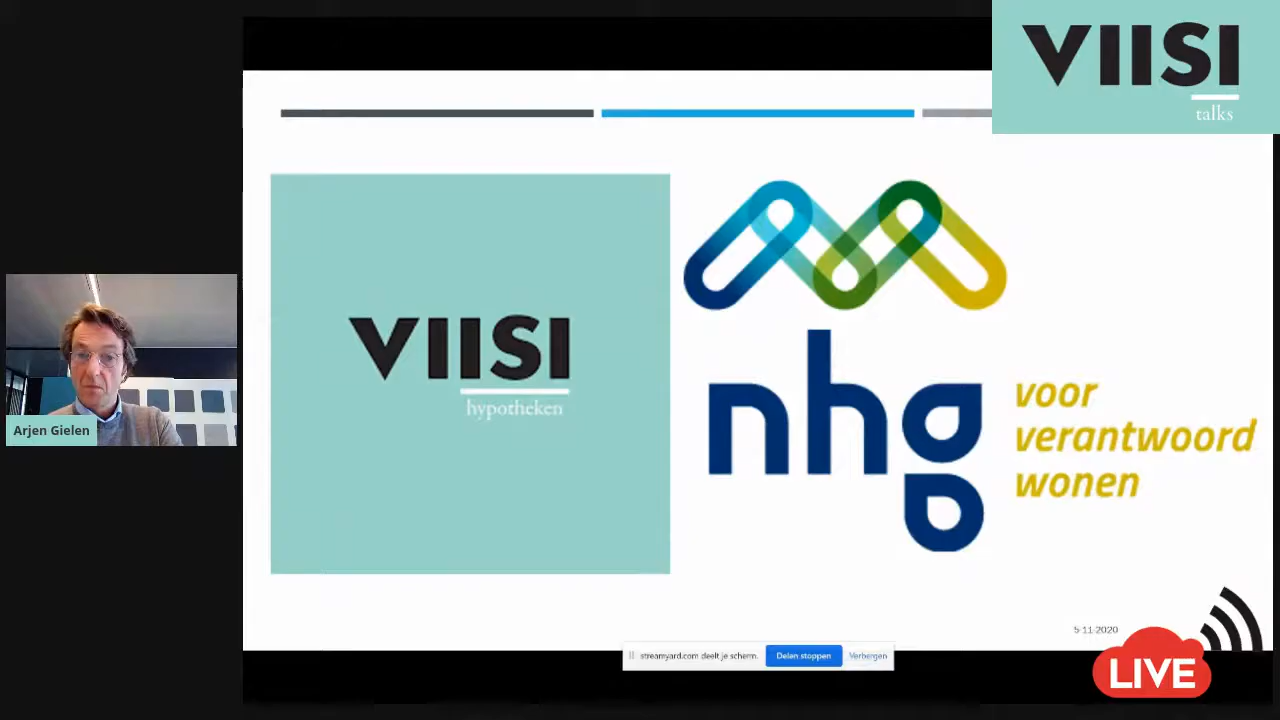 VIISI
talks
VIISI
hypotheken
nhg
voor
verantwoord
wonen
Arjen Gielen
5-11-2020
streamyard.com deelt je scherm.
Delen stoppen
Verbergen
LIVE